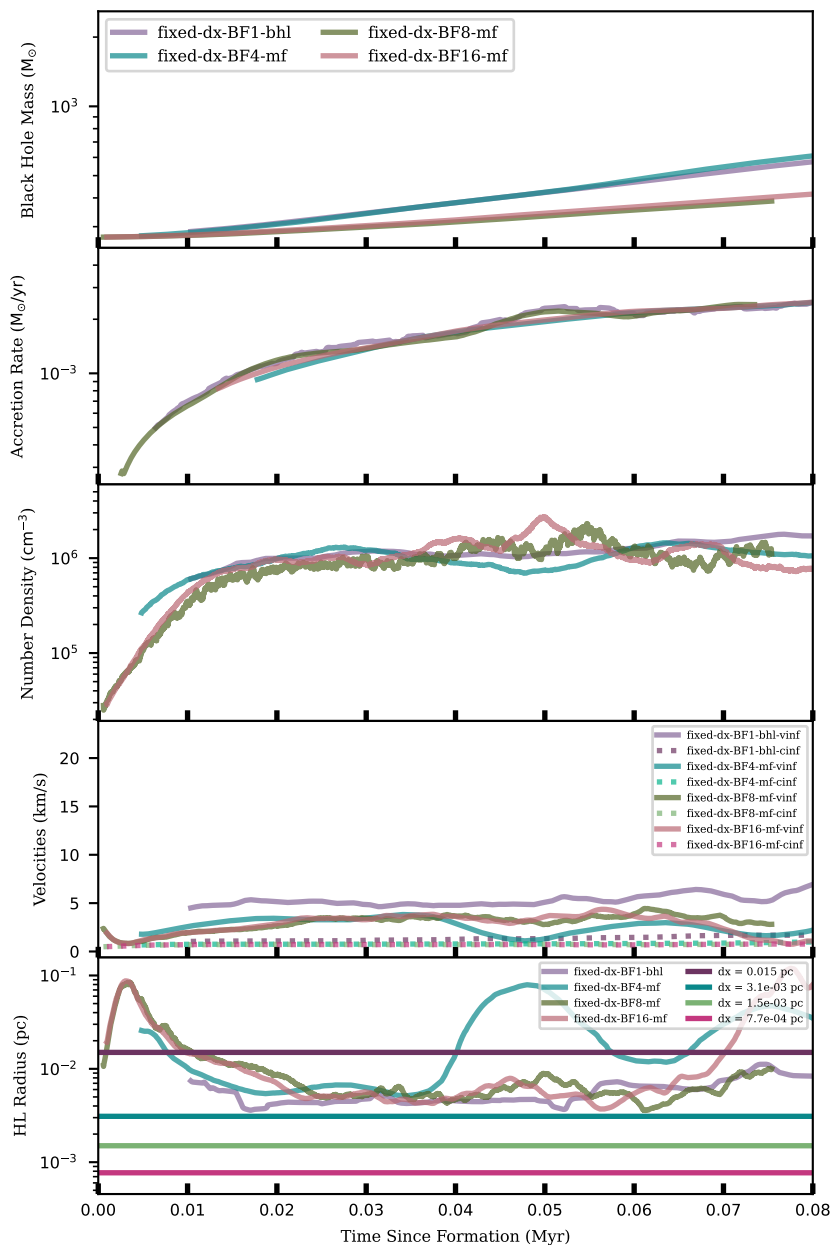 fixed-dx-BF1-bhl
fixed-dx-BF4-mf
fixed-dx-BF8-mf
fixed-dx-BF16-mf
10³
Black Hole Mass (M☉)
10⁻³
Accretion Rate (M☉/yr)
10⁶
10⁵
Number Density (cm⁻³)
fixed-dx-BF1-bhl-vinf
fixed-dx-BF1-bhl-cinf
fixed-dx-BF4-mf-vinf
fixed-dx-BF4-mf-cinf
fixed-dx-BF8-mf-vinf
fixed-dx-BF8-mf-cinf
fixed-dx-BF16-mf-vinf
fixed-dx-BF16-mf-cinf
20
15
10
5
0
Velocities (km/s)
fixed-dx-BF1-bhl
fixed-dx-BF4-mf
fixed-dx-BF8-mf
fixed-dx-BF16-mf
dx = 0.015 pc
dx = 3.1e-03 pc
dx = 1.5e-03 pc
dx = 7.7e-04 pc
10⁻¹
10⁻²
10⁻³
HL Radius (pc)
0.00 0.01 0.02 0.03 0.04 0.05 0.06 0.07 0.08
Time Since Formation (Myr)